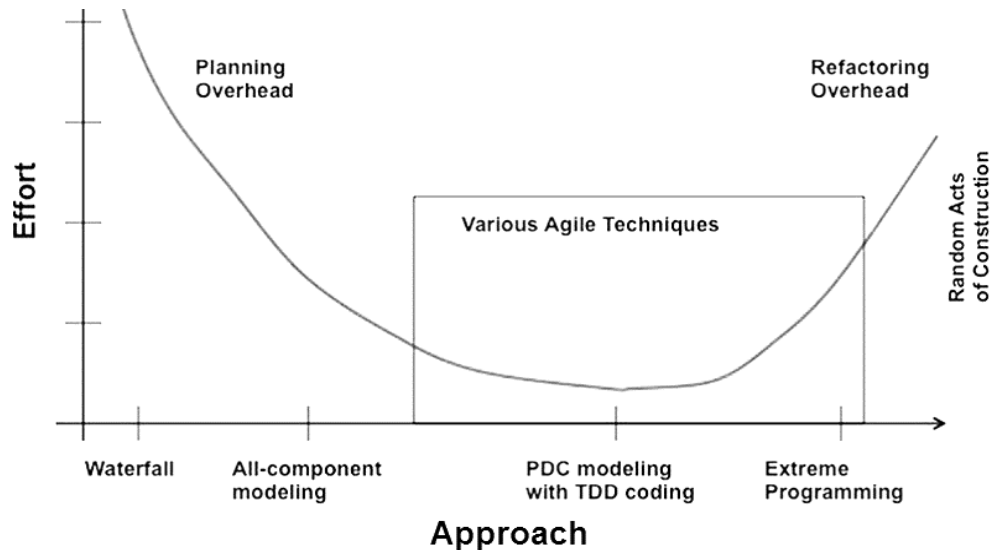 Planning
Overhead
Refactoring
Overhead
Effort
Various Agile Techniques
Random Acts
of Construction
Waterfall
All-component
modeling
PDC modeling
with TDD coding
Extreme
Programming
Approach